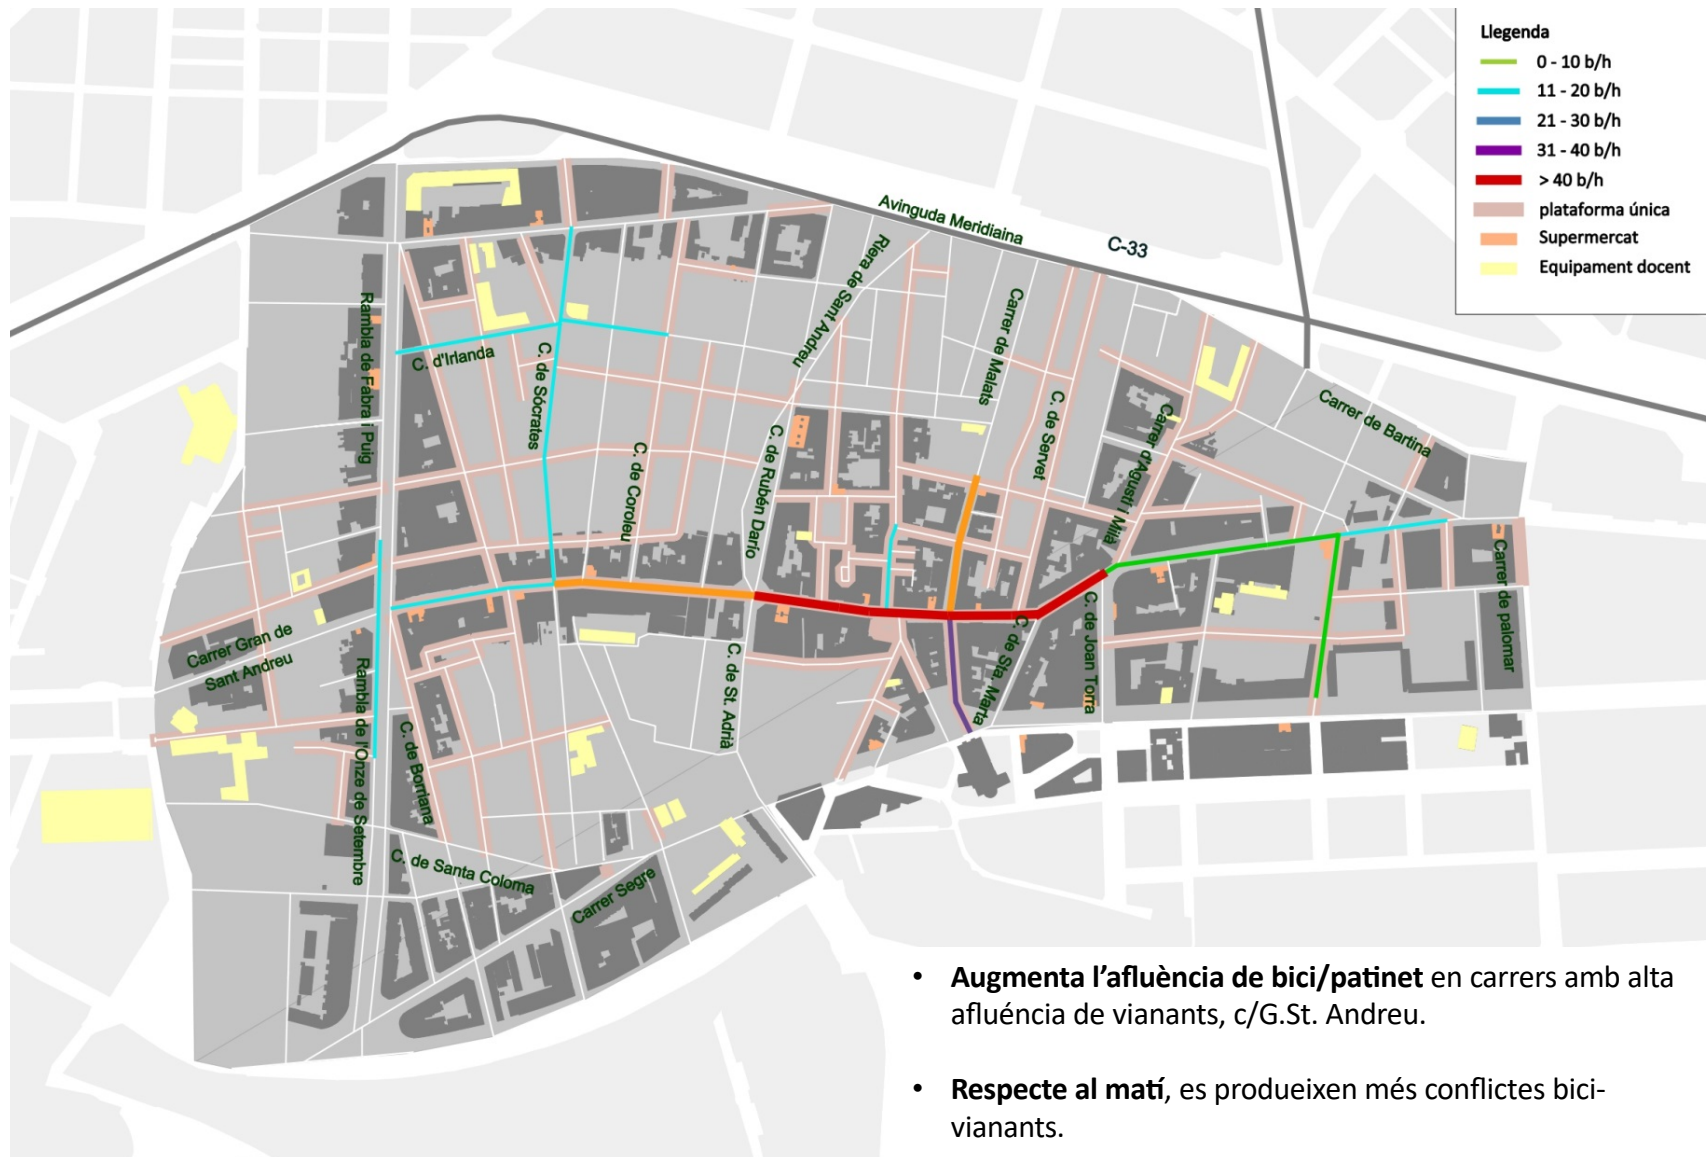 Llegenda
0 - 10 b/h
11 - 20 b/h
21 - 30 b/h
31 - 40 b/h
> 40 b/h
plataforma única
Supermercat
Equipament docent
Avinguda Meridiaina
C-33
Riera de Sant Andreu
Carrer de Malats
Rambla de Fabra i Puig
C. d'Irlanda
C. de Sócrates
C. de Coroleu
C. de Rubén Darío
C. de Servet
Carrer d'Agustí i Milà
Carrer de Bartina
Carrer de palomar
C. de Joan Torra
C. de Sta. Marta
C. de St. Adrià
Carrer Gran de
Sant Andreu
Rambla de l'Onze de Setembre
C. de Borriana
C. de Santa Coloma
Carrer Segre
• Augmenta l’afluència de bici/patinet en carrers amb alta
afluéncia de vianants, c/G.St. Andreu.
• Respecte al matí, es produeixen més conflictes bici-
vianants.